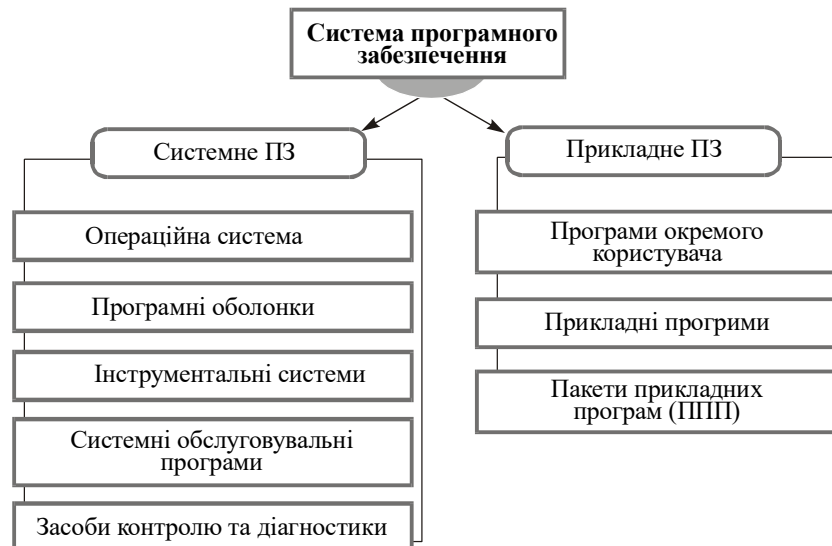 Система програмного
забезпечення
Системне ПЗ
Операційна система
Програмні оболонки
Інструментальні системи
Системні обслуговувальні
програми
Засоби контролю та діагностики
Прикладне ПЗ
Програми окремого
користувача
Прикладні прогрими
Пакети прикладних
програм (ППП)